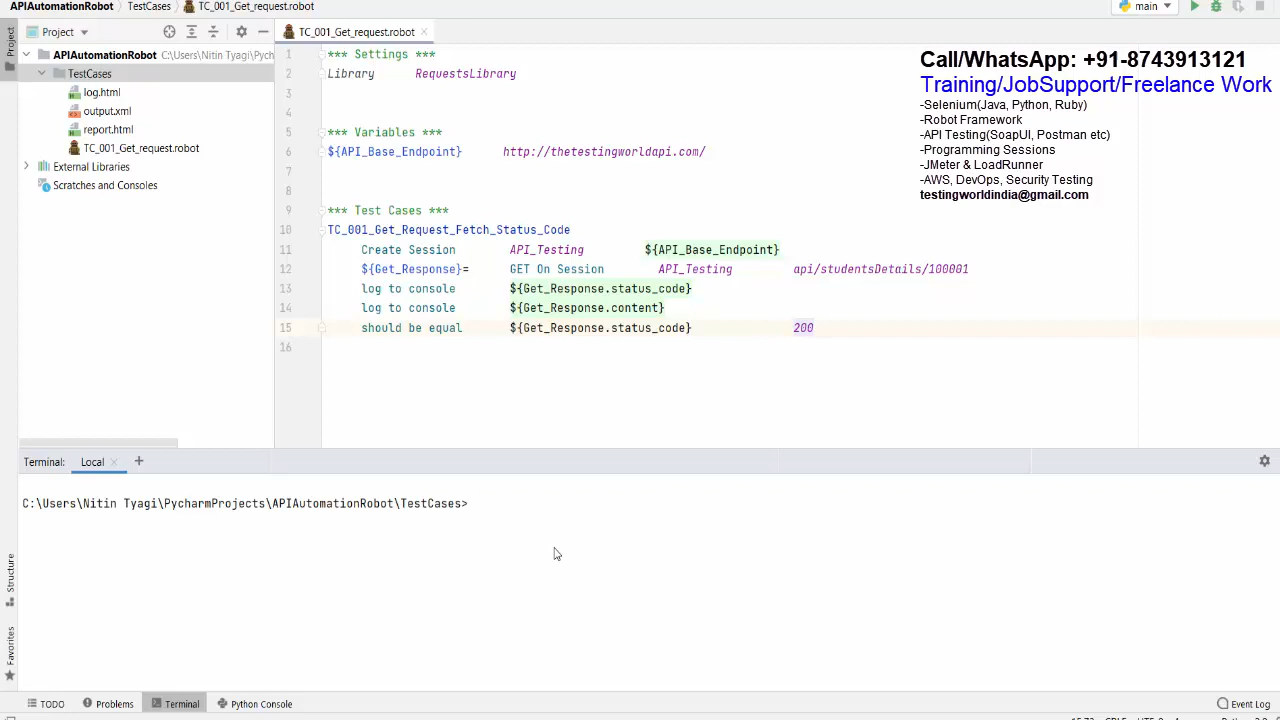 APIAutomationRobot TestCases TC_001_Get_request.robot main
Project
Project TC_001_Get_request.robot
APIAutomationRobot C:\Users\Nitin Tyagi\Pych
TestCases
log.html
output.xml
report.html
TC_001_Get_request.robot
External Libraries
Scratches and Consoles
1 *** Settings ***
2 Library RequestsLibrary
3
4
5 *** Variables ***
6 ${API_Base_Endpoint} http://thetestingworldapi.com/
7
8
9 *** Test Cases ***
10 TC_001_Get_Request_Fetch_Status_Code
11 Create Session API_Testing ${API_Base_Endpoint}
12 ${Get_Response}= GET On Session API_Testing api/studentsDetails/100001
13 log to console ${Get_Response.status_code}
14 log to console ${Get_Response.content}
15 should be equal ${Get_Response.status_code} 200
16
Call/WhatsApp: +91-8743913121
Training/JobSupport/Freelance Work
-Selenium(Java, Python, Ruby)
-Robot Framework
-API Testing(SoapUI, Postman etc)
-Programming Sessions
-JMeter & LoadRunner
-AWS, DevOps, Security Testing
testingworldindia@gmail.com
Terminal: Local
C:\Users\Nitin Tyagi\PycharmProjects\APIAutomationRobot\TestCases>
Structure
Favorites
TODO Problems Terminal Python Console Event Log